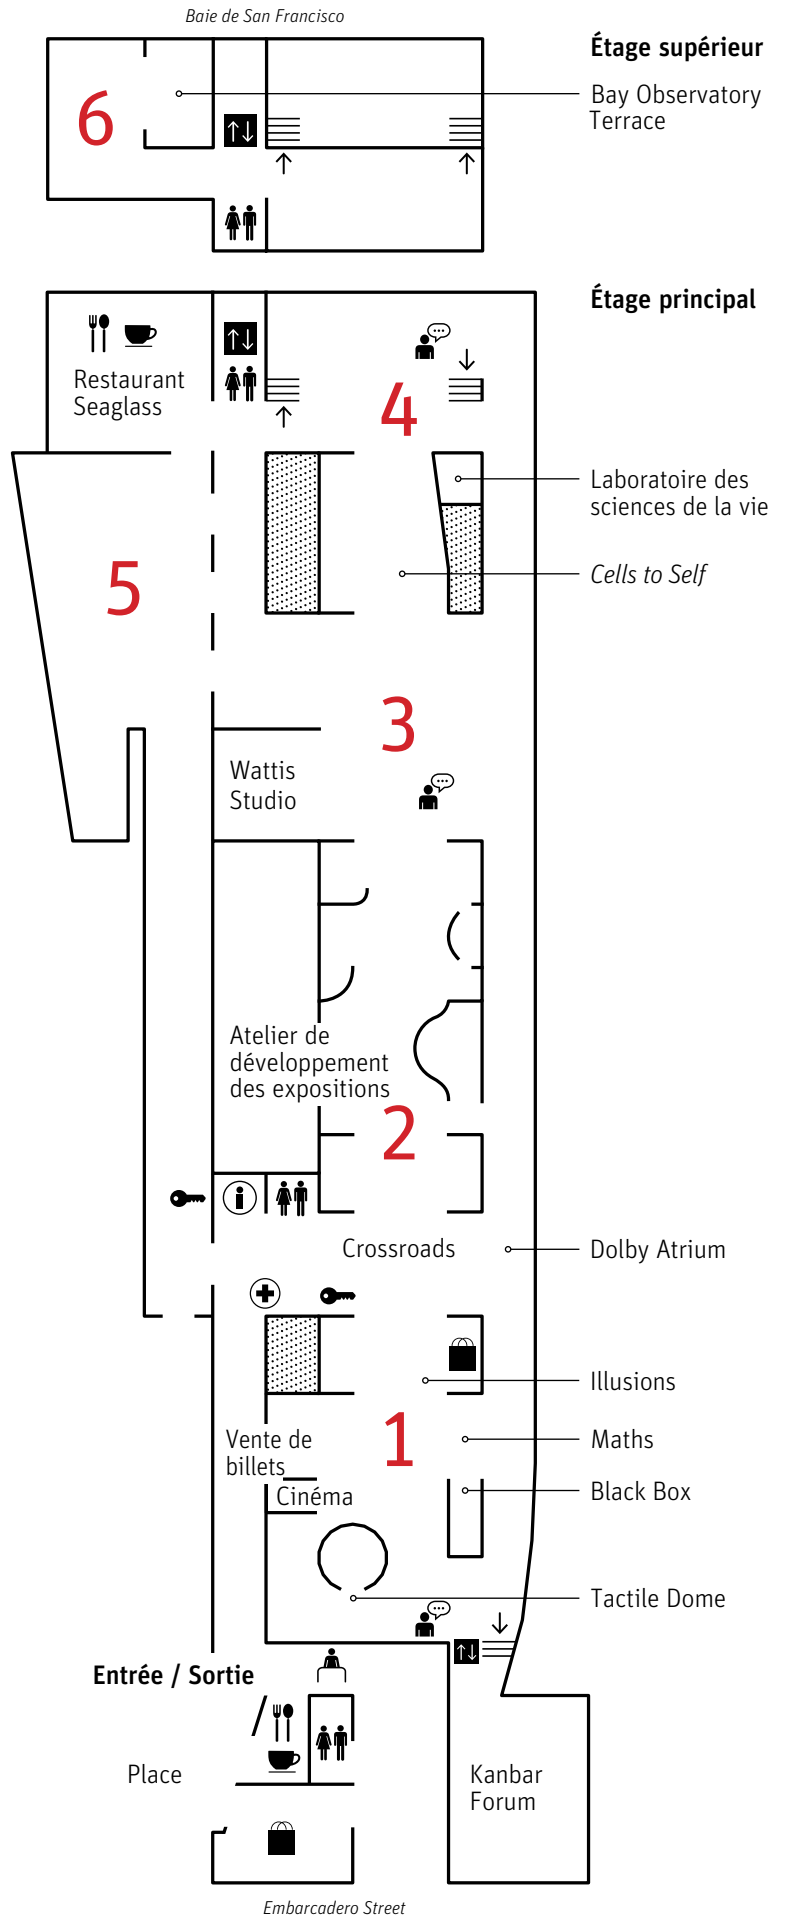 Baie de San Francisco
Étage supérieur
Bay Observatory
Terrace
6
Étage principal
Restaurant
Seaglass
4
Laboratoire des
sciences de la vie
Cells to Self
5
3
Wattis
Studio
Atelier de
développement
des expositions
2
Crossroads
Dolby Atrium
Illusions
1
Maths
Vente de
billets
Black Box
Cinéma
Tactile Dome
Entrée / Sortie
Place
Kanbar
Forum
Embarcadero Street